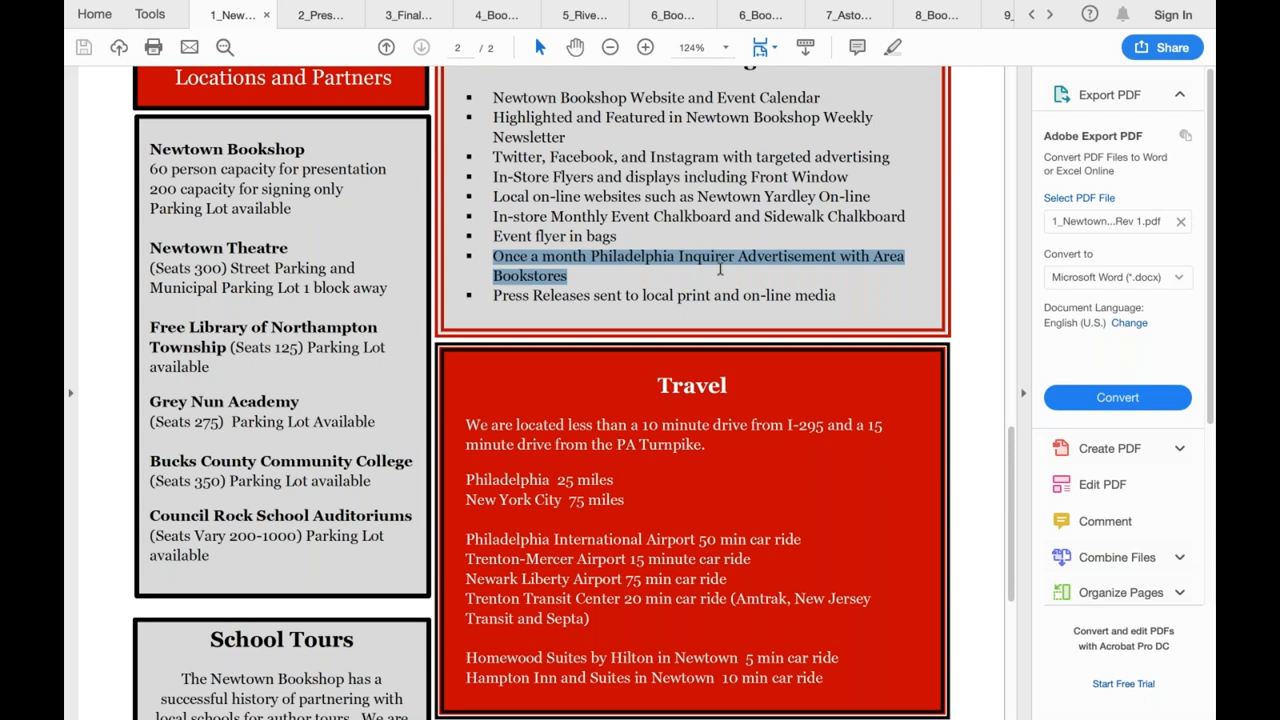 Home
Tools
1_New...
×
2_Pres...
3_Final...
4_Boo...
5_Rive...
6_Boo...
6_Boo...
7_Asto...
8_Boo...
9_
Sign In
2 / 2
124%
Share
Locations and Partners
Newtown Bookshop
60 person capacity for presentation
200 capacity for signing only
Parking Lot available
Newtown Theatre
(Seats 300) Street Parking and
Municipal Parking Lot 1 block away
Free Library of Northampton
Township (Seats 125) Parking Lot
available
Grey Nun Academy
(Seats 275) Parking Lot Available
Bucks County Community College
(Seats 350) Parking Lot available
Council Rock School Auditoriums
(Seats Vary 200-1000) Parking Lot
available
School Tours
The Newtown Bookshop has a
successful history of partnering with
local schools for author tours. We are
▪ Newtown Bookshop Website and Event Calendar
▪ Highlighted and Featured in Newtown Bookshop Weekly
Newsletter
▪ Twitter, Facebook, and Instagram with targeted advertising
▪ In-Store Flyers and displays including Front Window
▪ Local on-line websites such as Newtown Yardley On-line
▪ In-store Monthly Event Chalkboard and Sidewalk Chalkboard
▪ Event flyer in bags
▪ Once a month Philadelphia Inquirer Advertisement with Area
Bookstores
▪ Press Releases sent to local print and on-line media
Travel
We are located less than a 10 minute drive from I-295 and a 15
minute drive from the PA Turnpike.
Philadelphia 25 miles
New York City 75 miles
Philadelphia International Airport 50 min car ride
Trenton-Mercer Airport 15 minute car ride
Newark Liberty Airport 75 min car ride
Trenton Transit Center 20 min car ride (Amtrak, New Jersey
Transit and Septa)
Homewood Suites by Hilton in Newtown 5 min car ride
Hampton Inn and Suites in Newtown 10 min car ride
Export PDF
Adobe Export PDF
Convert PDF Files to Word
or Excel Online
Select PDF File
1_Newtown...Rev 1.pdf
Convert to
Microsoft Word (*.docx)
Document Language:
English (U.S.) Change
Convert
Create PDF
Edit PDF
Comment
Combine Files
Organize Pages
Convert and edit PDFs
with Acrobat Pro DC
Start Free Trial